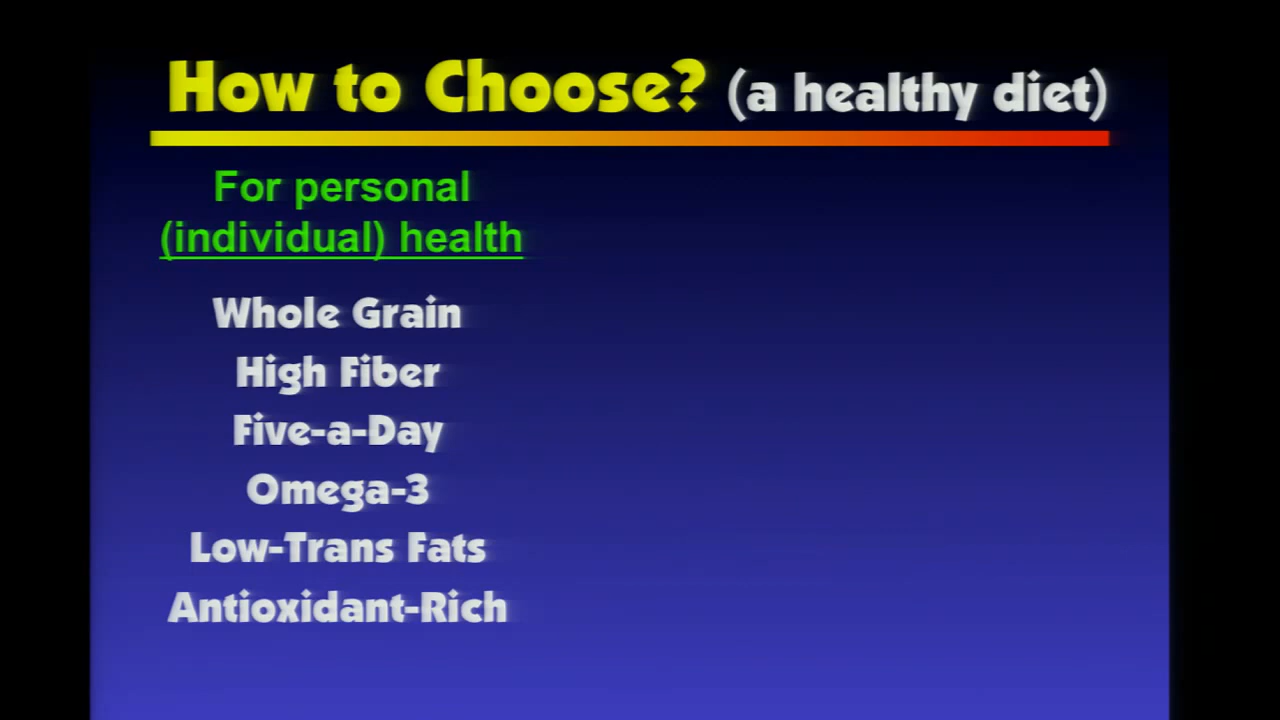 How to Choose? (a healthy diet)
For personal
(individual) health
Whole Grain
High Fiber
Five-a-Day
Omega-3
Low-Trans Fats
Antioxidant-Rich